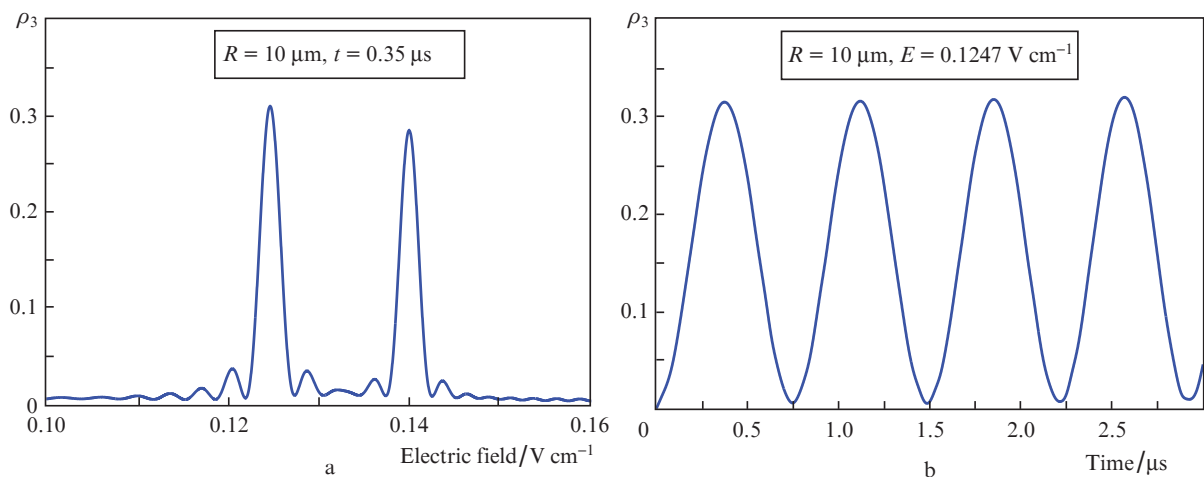 ρ₃
R = 10 μm, t = 0.35 μs
0.3
0.2
0.1
0
0.10
0.12
0.14
0.16
Electric field/V cm⁻¹
a
ρ₃
R = 10 μm, E = 0.1247 V cm⁻¹
0.3
0.2
0.1
0
0.5
1.0
1.5
2.0
2.5
Time/μs
b